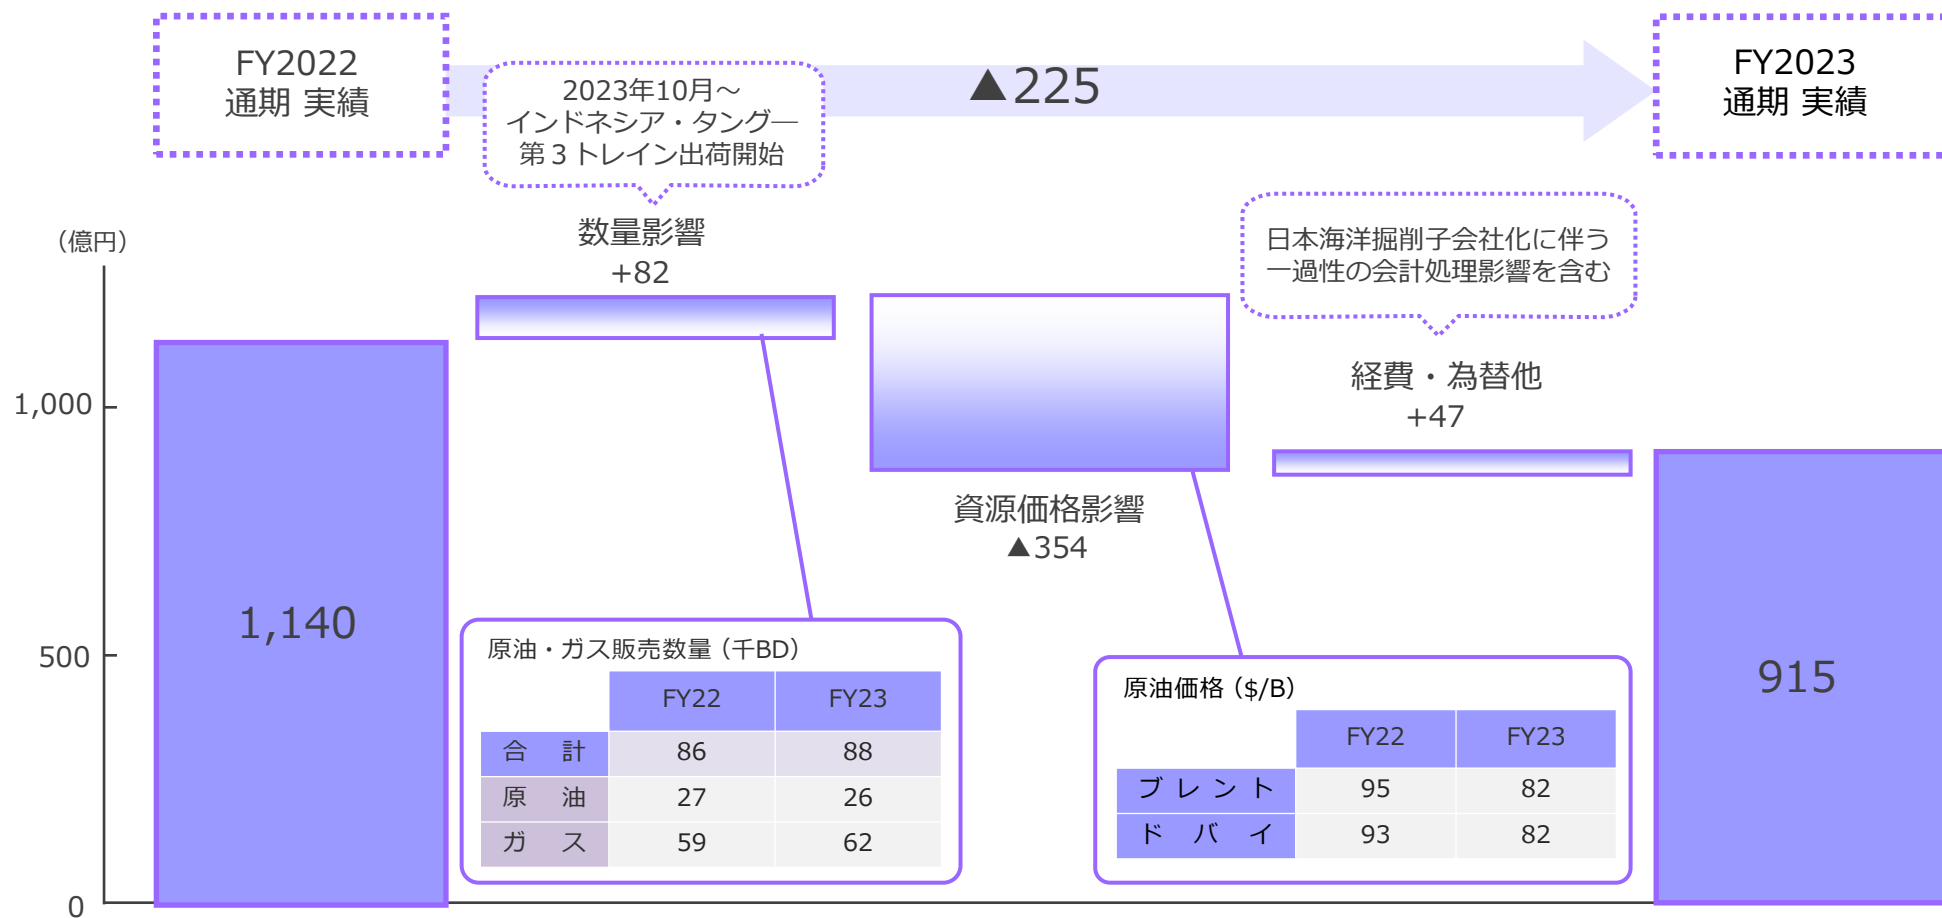 FY2022
通期 実績
▲225
FY2023
通期 実績
2023年10月～
インドネシア・タングー
第３トレイン出荷開始
数量影響
+82
日本海洋掘削子会社化に伴う
一過性の会計処理影響を含む
（億円）
経費・為替他
+47
1,000
資源価格影響
▲354
1,140
500
915
0
原油・ガス販売数量（千BD）
FY22 FY23
合 計 86 88
原 油 27 26
ガ ス 59 62
原油価格（$/B）
FY22 FY23
ブレント 95 82
ド バ イ 93 82